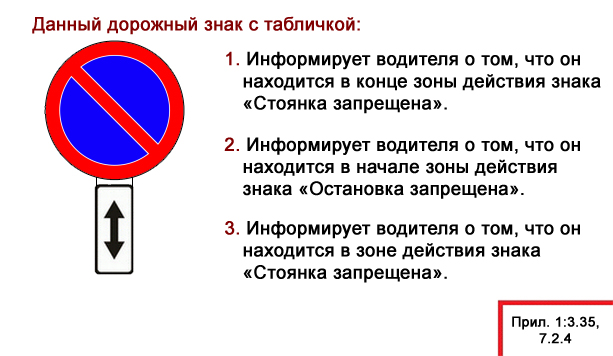 Данный дорожный знак с табличкой:
1. Информирует водителя о том, что он
находится в конце зоны действия знака
«Стоянка запрещена».
2. Информирует водителя о том, что он
находится в начале зоны действия
знака «Остановка запрещена».
3. Информирует водителя о том, что он
находится в зоне действия знака
«Стоянка запрещена».
Прил. 1:3.35,
7.2.4